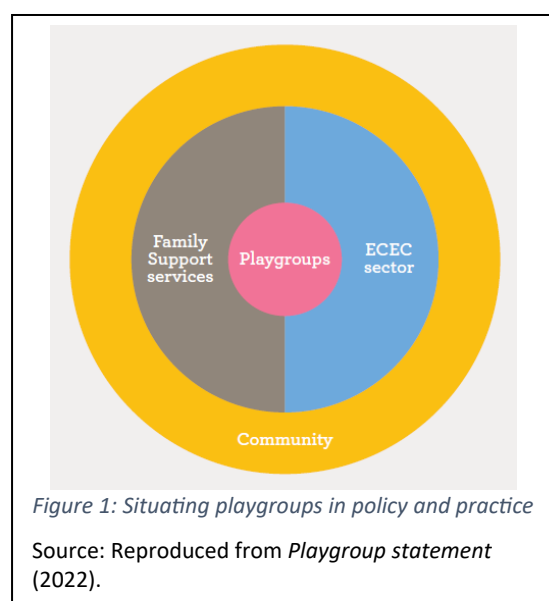 Family
Support
services
Playgroups
ECEC
sector
Community
Figure 1: Situating playgroups in policy and practice
Source: Reproduced from Playgroup statement
(2022).